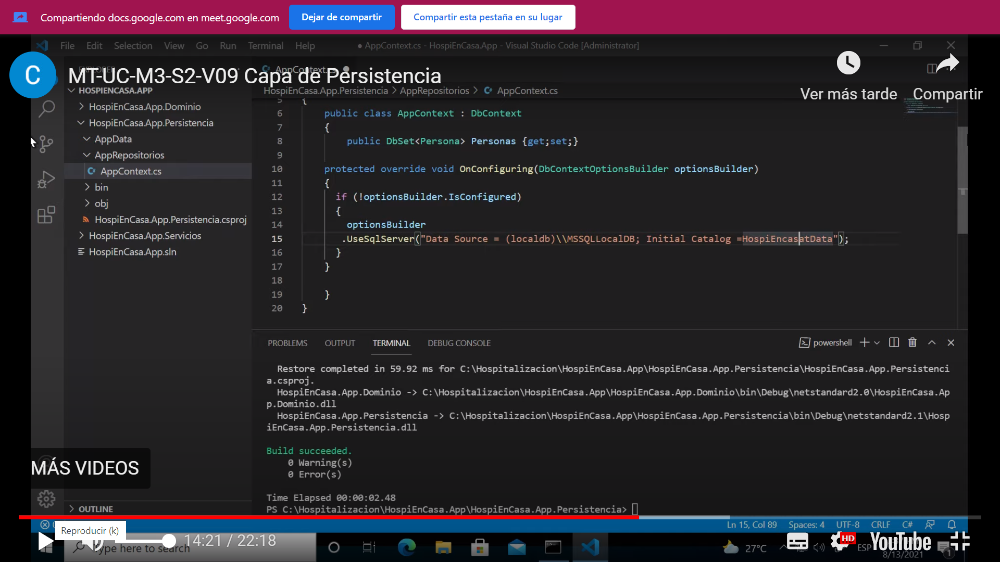 Compartiendo docs.google.com en meet.google.com
Dejar de compartir
Compartir esta pestaña en su lugar
File Edit Selection View Go Run Terminal Help
● AppContext.cs - HospiEnCasa.App - Visual Studio Code [Administrator]
C
MT-UC-M3-S2-V09 Capa de Persistencia
EXPLORER
AppContext.cs
Ver más tarde
Compartir
HOSPIENCASA.APP
HospiEnCasa.App.Dominio
HospiEnCasa.App.Persistencia
AppData
AppRepositorios
AppContext.cs
bin
obj
HospiEnCasa.App.Persistencia.csproj
HospiEnCasa.App.Servicios
HospiEnCasa.App.sln
OUTLINE
HospiEnCasa.App.Persistencia > AppRepositorios > AppContext.cs
5 {
6 public class AppContext : DbContext
7 {
8 public DbSet<Persona> Personas {get;set;}
9
10 protected override void OnConfiguring(DbContextOptionsBuilder optionsBuilder)
11 {
12 if (!optionsBuilder.IsConfigured)
13 {
14 optionsBuilder
15 .UseSqlServer("Data Source = (localdb)\\MSSQLLocalDB; Initial Catalog =HospiEncasatData");
16 }
17 }
18
19 }
20 }
PROBLEMS OUTPUT TERMINAL DEBUG CONSOLE
powershell
Restore completed in 59.92 ms for C:\Hospitalizacion\HospiEnCasa.App\HospiEnCasa.App.Persistencia\HospiEnCasa.App.Persistenci
a.csproj.
HospiEnCasa.App.Dominio -> C:\Hospitalizacion\HospiEnCasa.App\HospiEnCasa.App.Dominio\bin\Debug\netstandard2.0\HospiEnCasa.Ap
p.Dominio.dll
HospiEnCasa.App.Persistencia -> C:\Hospitalizacion\HospiEnCasa.App\HospiEnCasa.App.Persistencia\bin\Debug\netstandard2.1\Hosp
iEnCasa.App.Persistencia.dll
Build succeeded.
0 Warning(s)
0 Error(s)
Time Elapsed 00:00:02.48
PS C:\Hospitalizacion\HospiEnCasa.App\HospiEnCasa.App.Persistencia>
MÁS VIDEOS
Ln 15, Col 89 Spaces: 4 UTF-8 CRLF C#
Reproducir (k)
14:21 / 22:18
Type here to search
HD
YouTube
27°C
ESP
8/13/2021
1